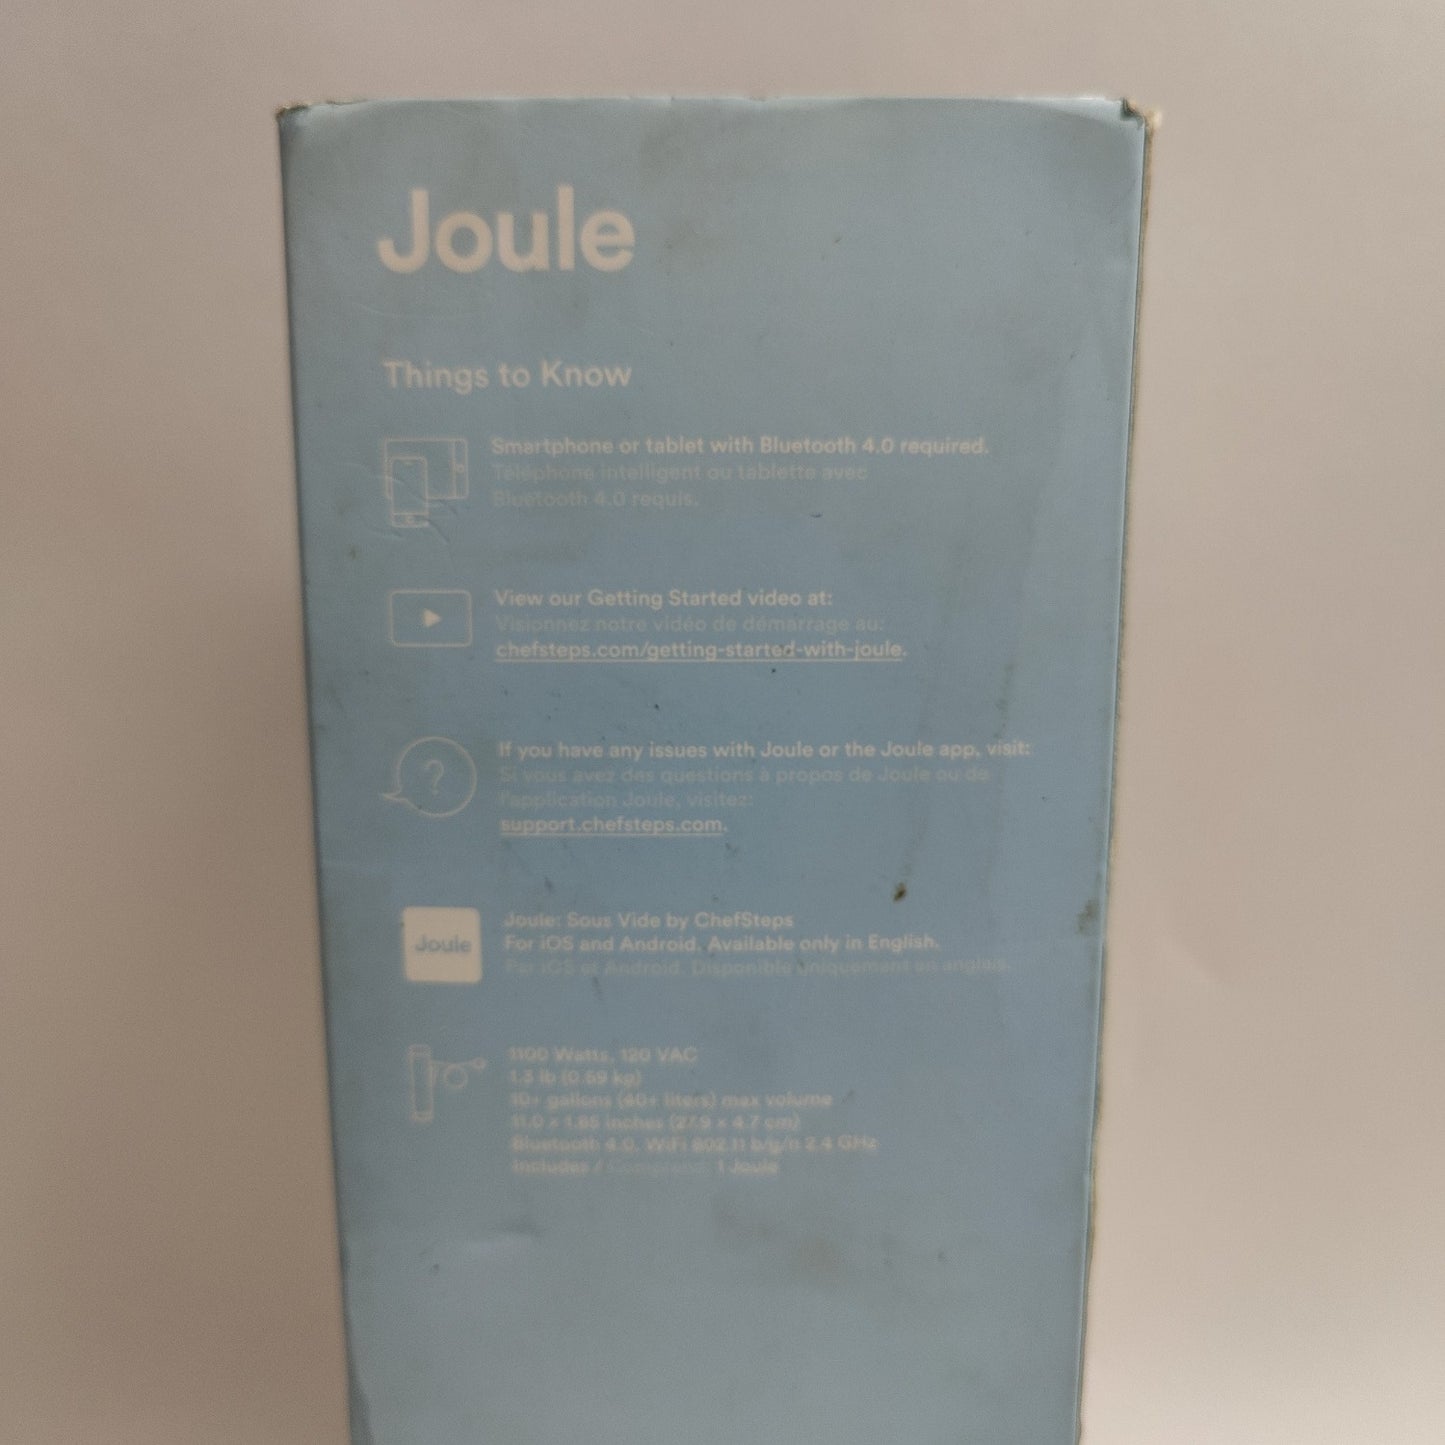 Joule
Things to Know
Smartphone or tablet with Bluetooth 4.0 required.
Téléphone intelligent ou tablette avec
Bluetooth 4.0 requis.
View our Getting Started video at:
Visionnez notre vidéo de démarrage au:
chefsteps.com/getting-started-with-joule.
If you have any issues with Joule or the Joule app, visit:
Si vous avez des questions à propos de Joule ou de
l'application Joule, visitez:
support.chefsteps.com.
Joule
Joule: Sous Vide by ChefSteps
For iOS and Android. Available only in English.
Par iOS et Android. Disponible uniquement en anglais.
1100 Watts, 120 VAC
1.3 lb (0.59 kg)
10+ gallons (40+ liters) max volume
11.0 x 1.85 inches (27.9 x 4.7 cm)
Bluetooth 4.0, WiFi 802.11 b/g/n 2.4 GHz
Includes / Comprend: 1 Joule